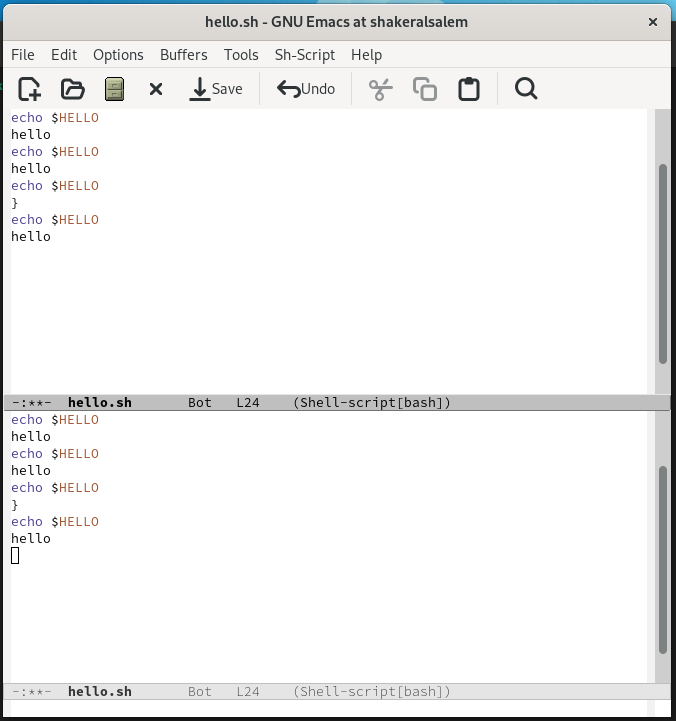 hello.sh - GNU Emacs at shakeralsalem ×
File Edit Options Buffers Tools Sh-Script Help
Save Undo
echo $HELLO
hello
echo $HELLO
hello
echo $HELLO
}
echo $HELLO
hello
-:**- hello.sh Bot L24 (Shell-script[bash])
echo $HELLO
hello
echo $HELLO
hello
echo $HELLO
}
echo $HELLO
hello
-:**- hello.sh Bot L24 (Shell-script[bash])